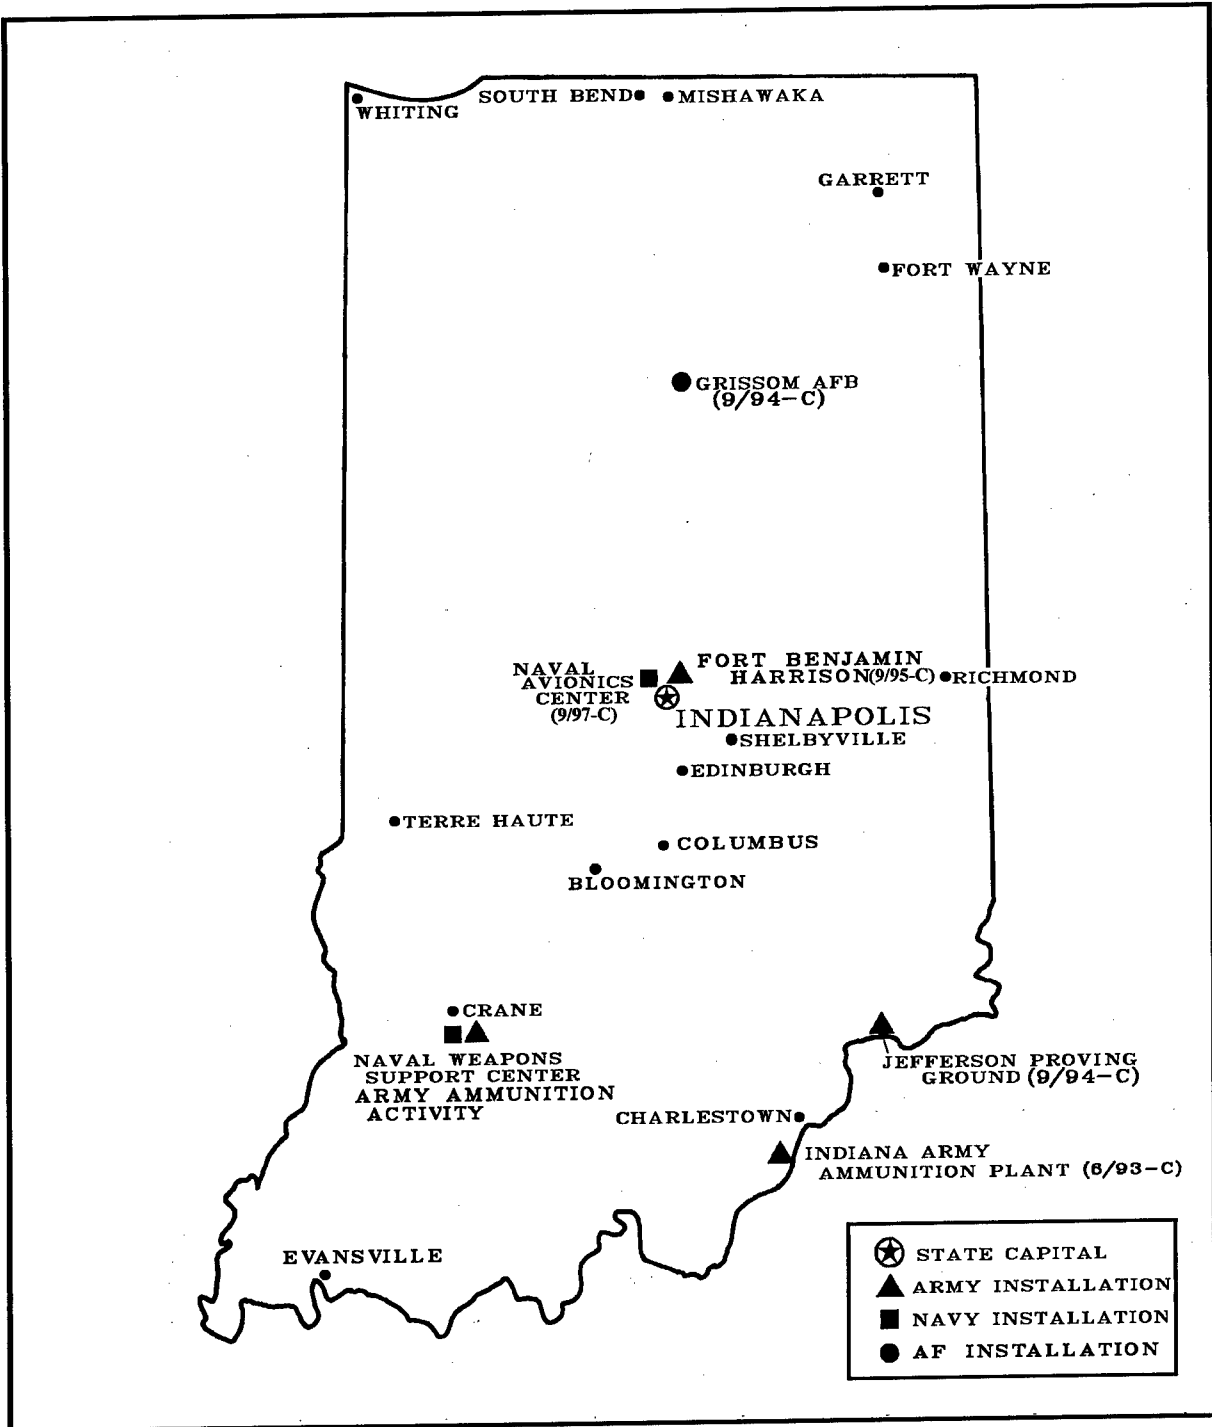 WHITING
SOUTH BEND
MISHAWAKA
GARRETT
FORT WAYNE
GRISSOM AFB
(9/94-C)
NAVAL
AVIONICS
CENTER
(9/97-C)
FORT BENJAMIN
HARRISON(9/95-C)
RICHMOND
INDIANAPOLIS
SHELBYVILLE
EDINBURGH
TERRE HAUTE
COLUMBUS
BLOOMINGTON
CRANE
NAVAL WEAPONS
SUPPORT CENTER
ARMY AMMUNITION
ACTIVITY
JEFFERSON PROVING
GROUND (9/94-C)
CHARLESTOWN
INDIANA ARMY
AMMUNITION PLANT (6/93-C)
EVANSVILLE
STATE CAPITAL
ARMY INSTALLATION
NAVY INSTALLATION
AF INSTALLATION